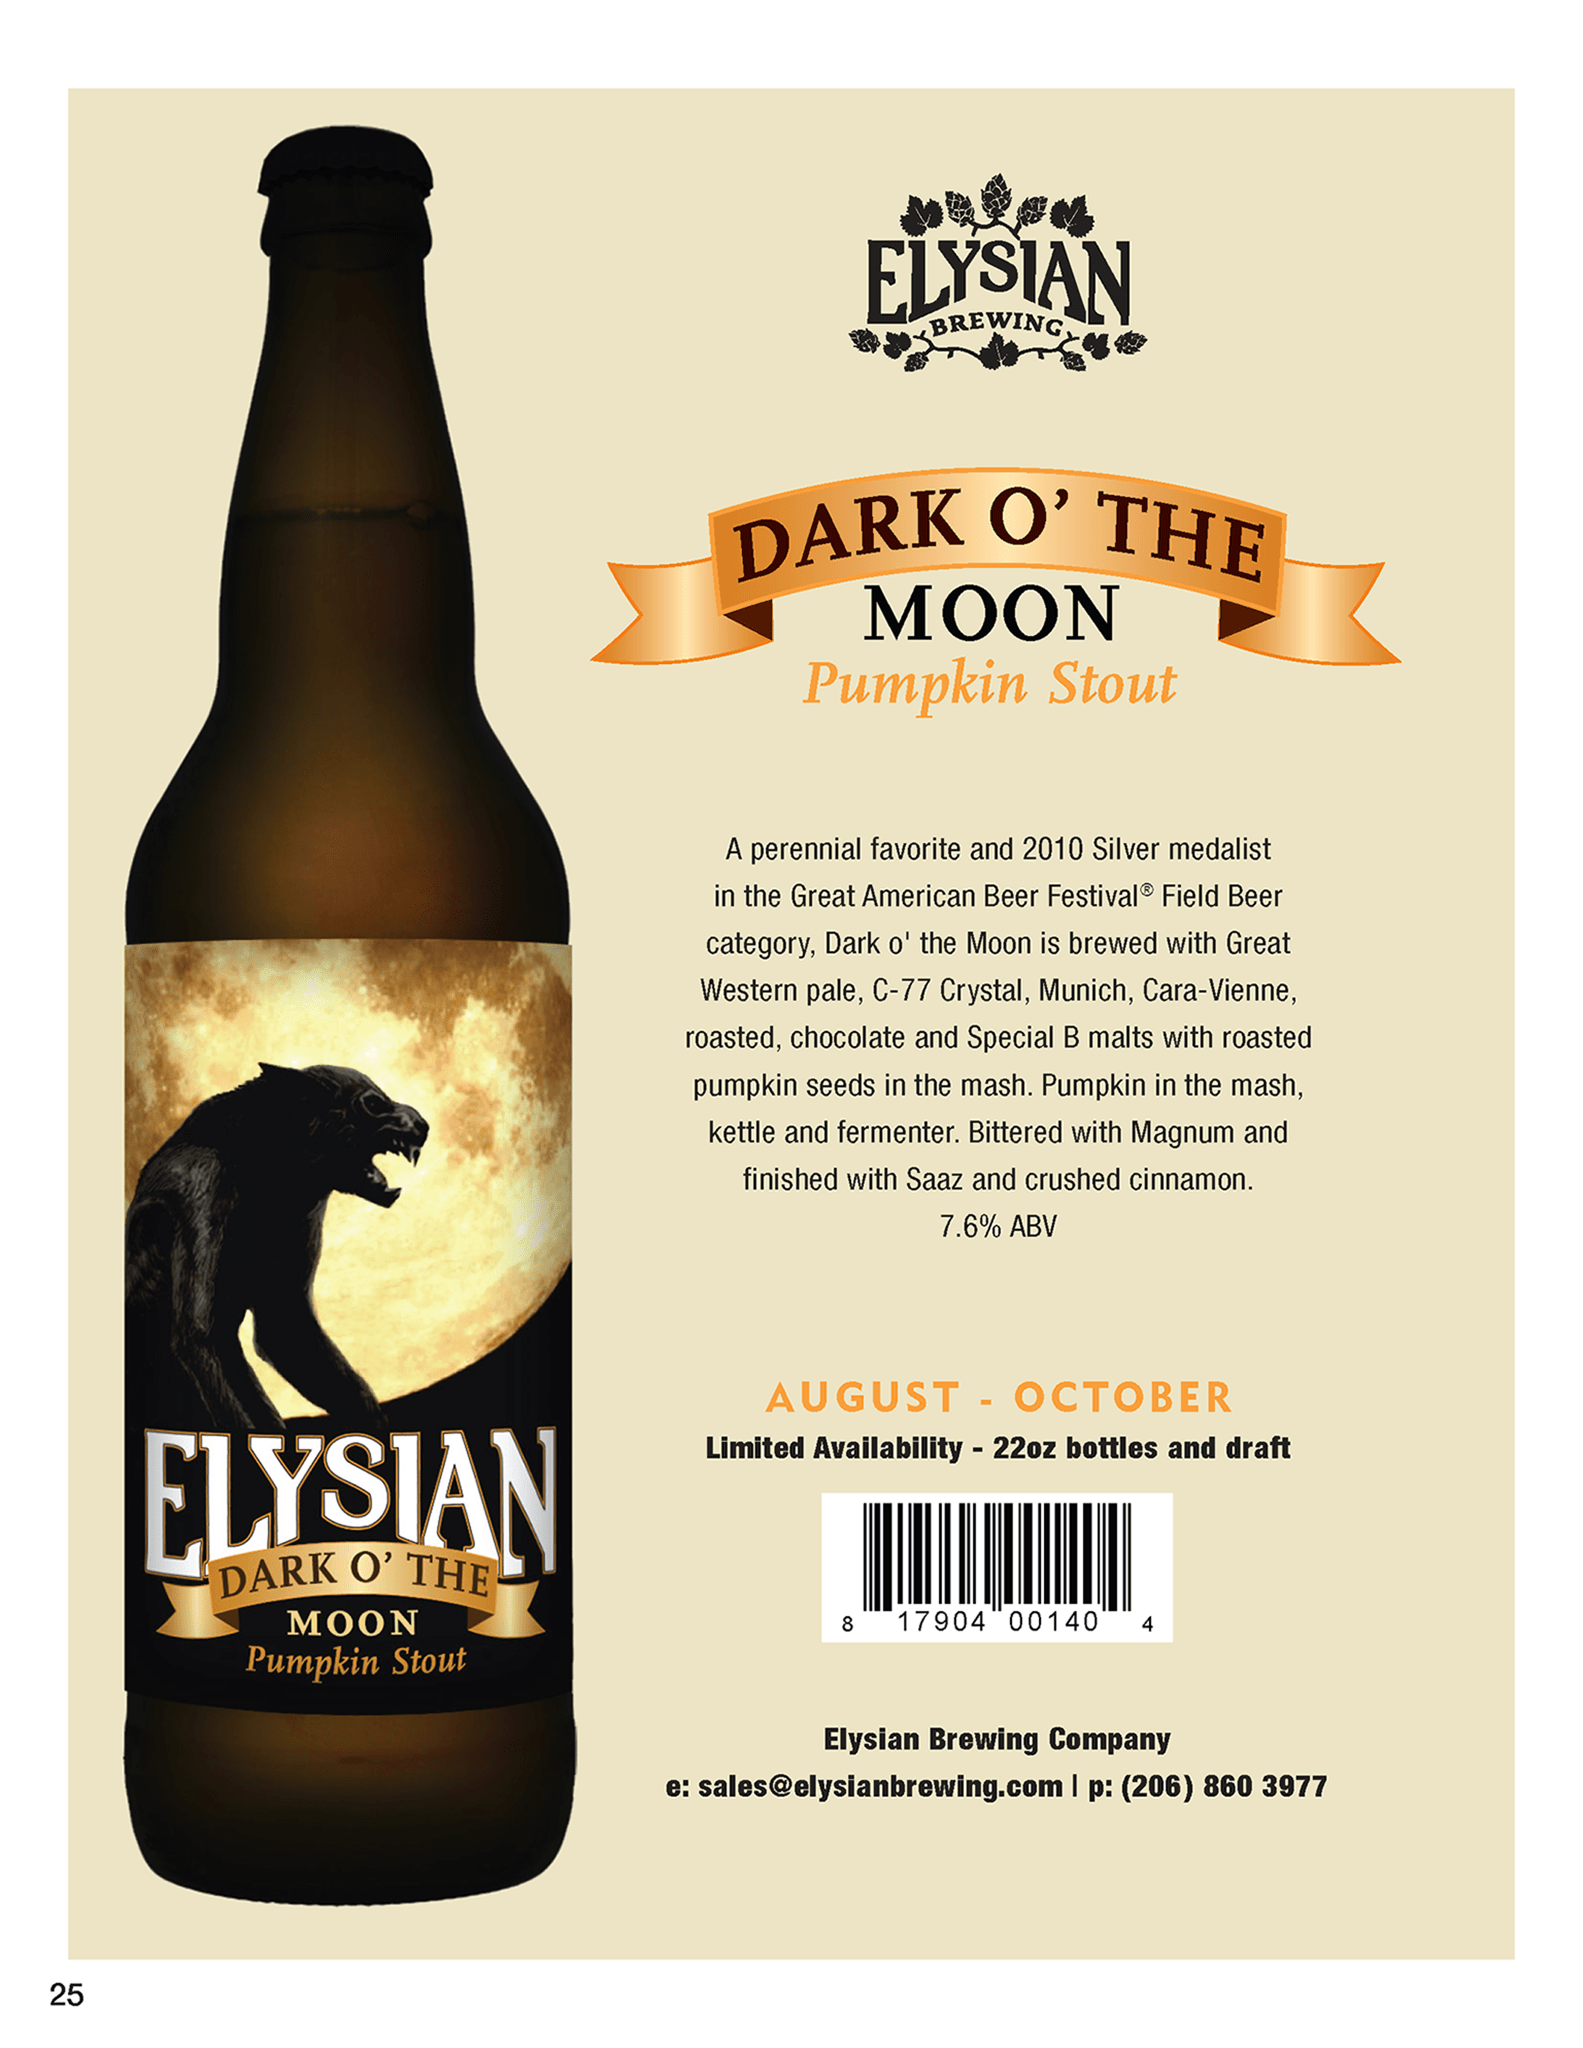 ELYSIAN
BREWING
DARK O' THE
MOON
Pumpkin Stout
A perennial favorite and 2010 Silver medalist
in the Great American Beer Festival® Field Beer
category, Dark o' the Moon is brewed with Great
Western pale, C-77 Crystal, Munich, Cara-Vienne,
roasted, chocolate and Special B malts with roasted
pumpkin seeds in the mash. Pumpkin in the mash,
kettle and fermenter. Bittered with Magnum and
finished with Saaz and crushed cinnamon.
7.6% ABV
AUGUST - OCTOBER
Limited Availability - 22oz bottles and draft
8 17904 00140 4
Elysian Brewing Company
e: sales@elysianbrewing.com | p: (206) 860 3977
ELYSIAN
DARK O' THE
MOON
Pumpkin Stout
25